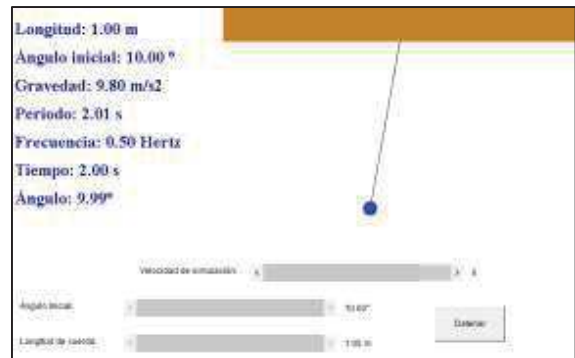 Longitud: 1.00 m
Ángulo inicial: 10.00 º
Gravedad: 9.80 m/s2
Periodo: 2.01 s
Frecuencia: 0.50 Hertz
Tiempo: 2.00 s
Ángulo: 9.99º
Velocidad de simulación
Ángulo inicial: 10.00º
Longitud de cuerda: 1.00 m
Detener